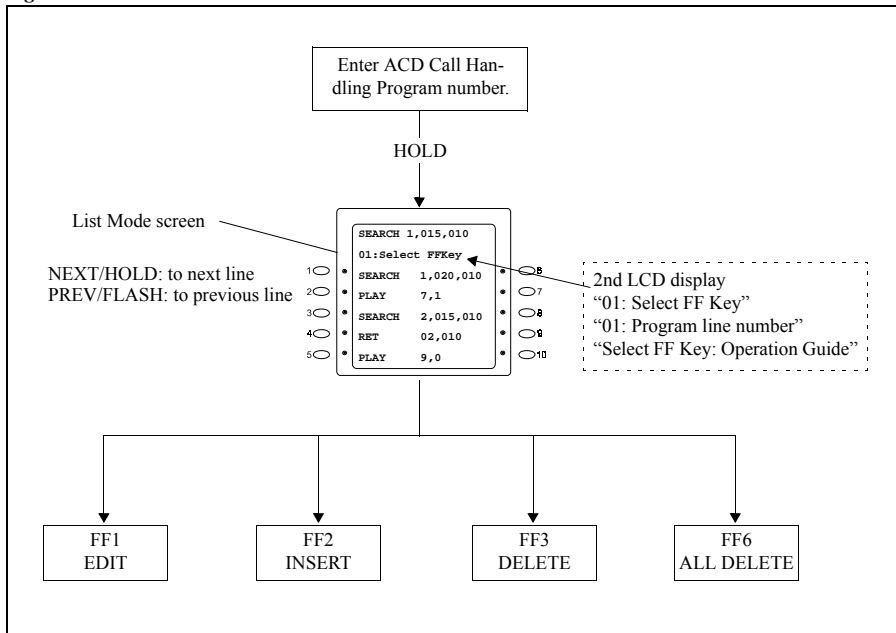 Enter ACD Call Han-
dling Program number.
HOLD
List Mode screen
NEXT/HOLD: to next line
PREV/FLASH: to previous line
SEARCH 1,015,010
01:Select FFKey
1 SEARCH 1,020,010 6
2 PLAY 7,1 7
3 SEARCH 2,015,010 8
4 RET 02,010 9
5 PLAY 9,0 10
2nd LCD display
“01: Select FF Key”
“01: Program line number”
“Select FF Key: Operation Guide”
FF1
EDIT
FF2
INSERT
FF3
DELETE
FF6
ALL DELETE